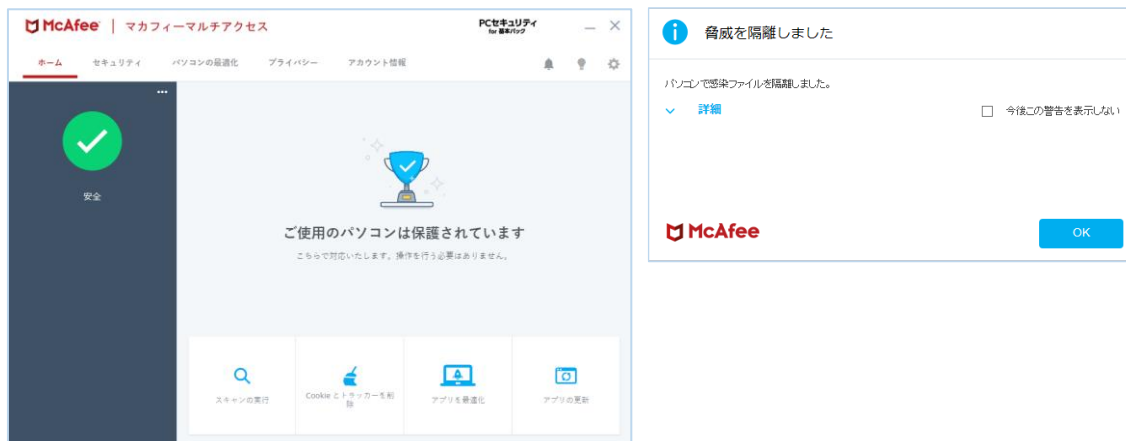 McAfee | マカフィーマルチアクセス
PCセキュリティ
for 基本パック
ホーム セキュリティ パソコンの最適化 プライバシー アカウント情報
安全
ご使用のパソコンは保護されています
こちらで対応いたします。操作を行う必要はありません。
スキャンの実行
Cookie とトラッカーを削
除
アプリを最適化
アプリの更新
脅威を隔離しました
パソコンで感染ファイルを隔離しました。
詳細
今後この警告を表示しない
McAfee
OK